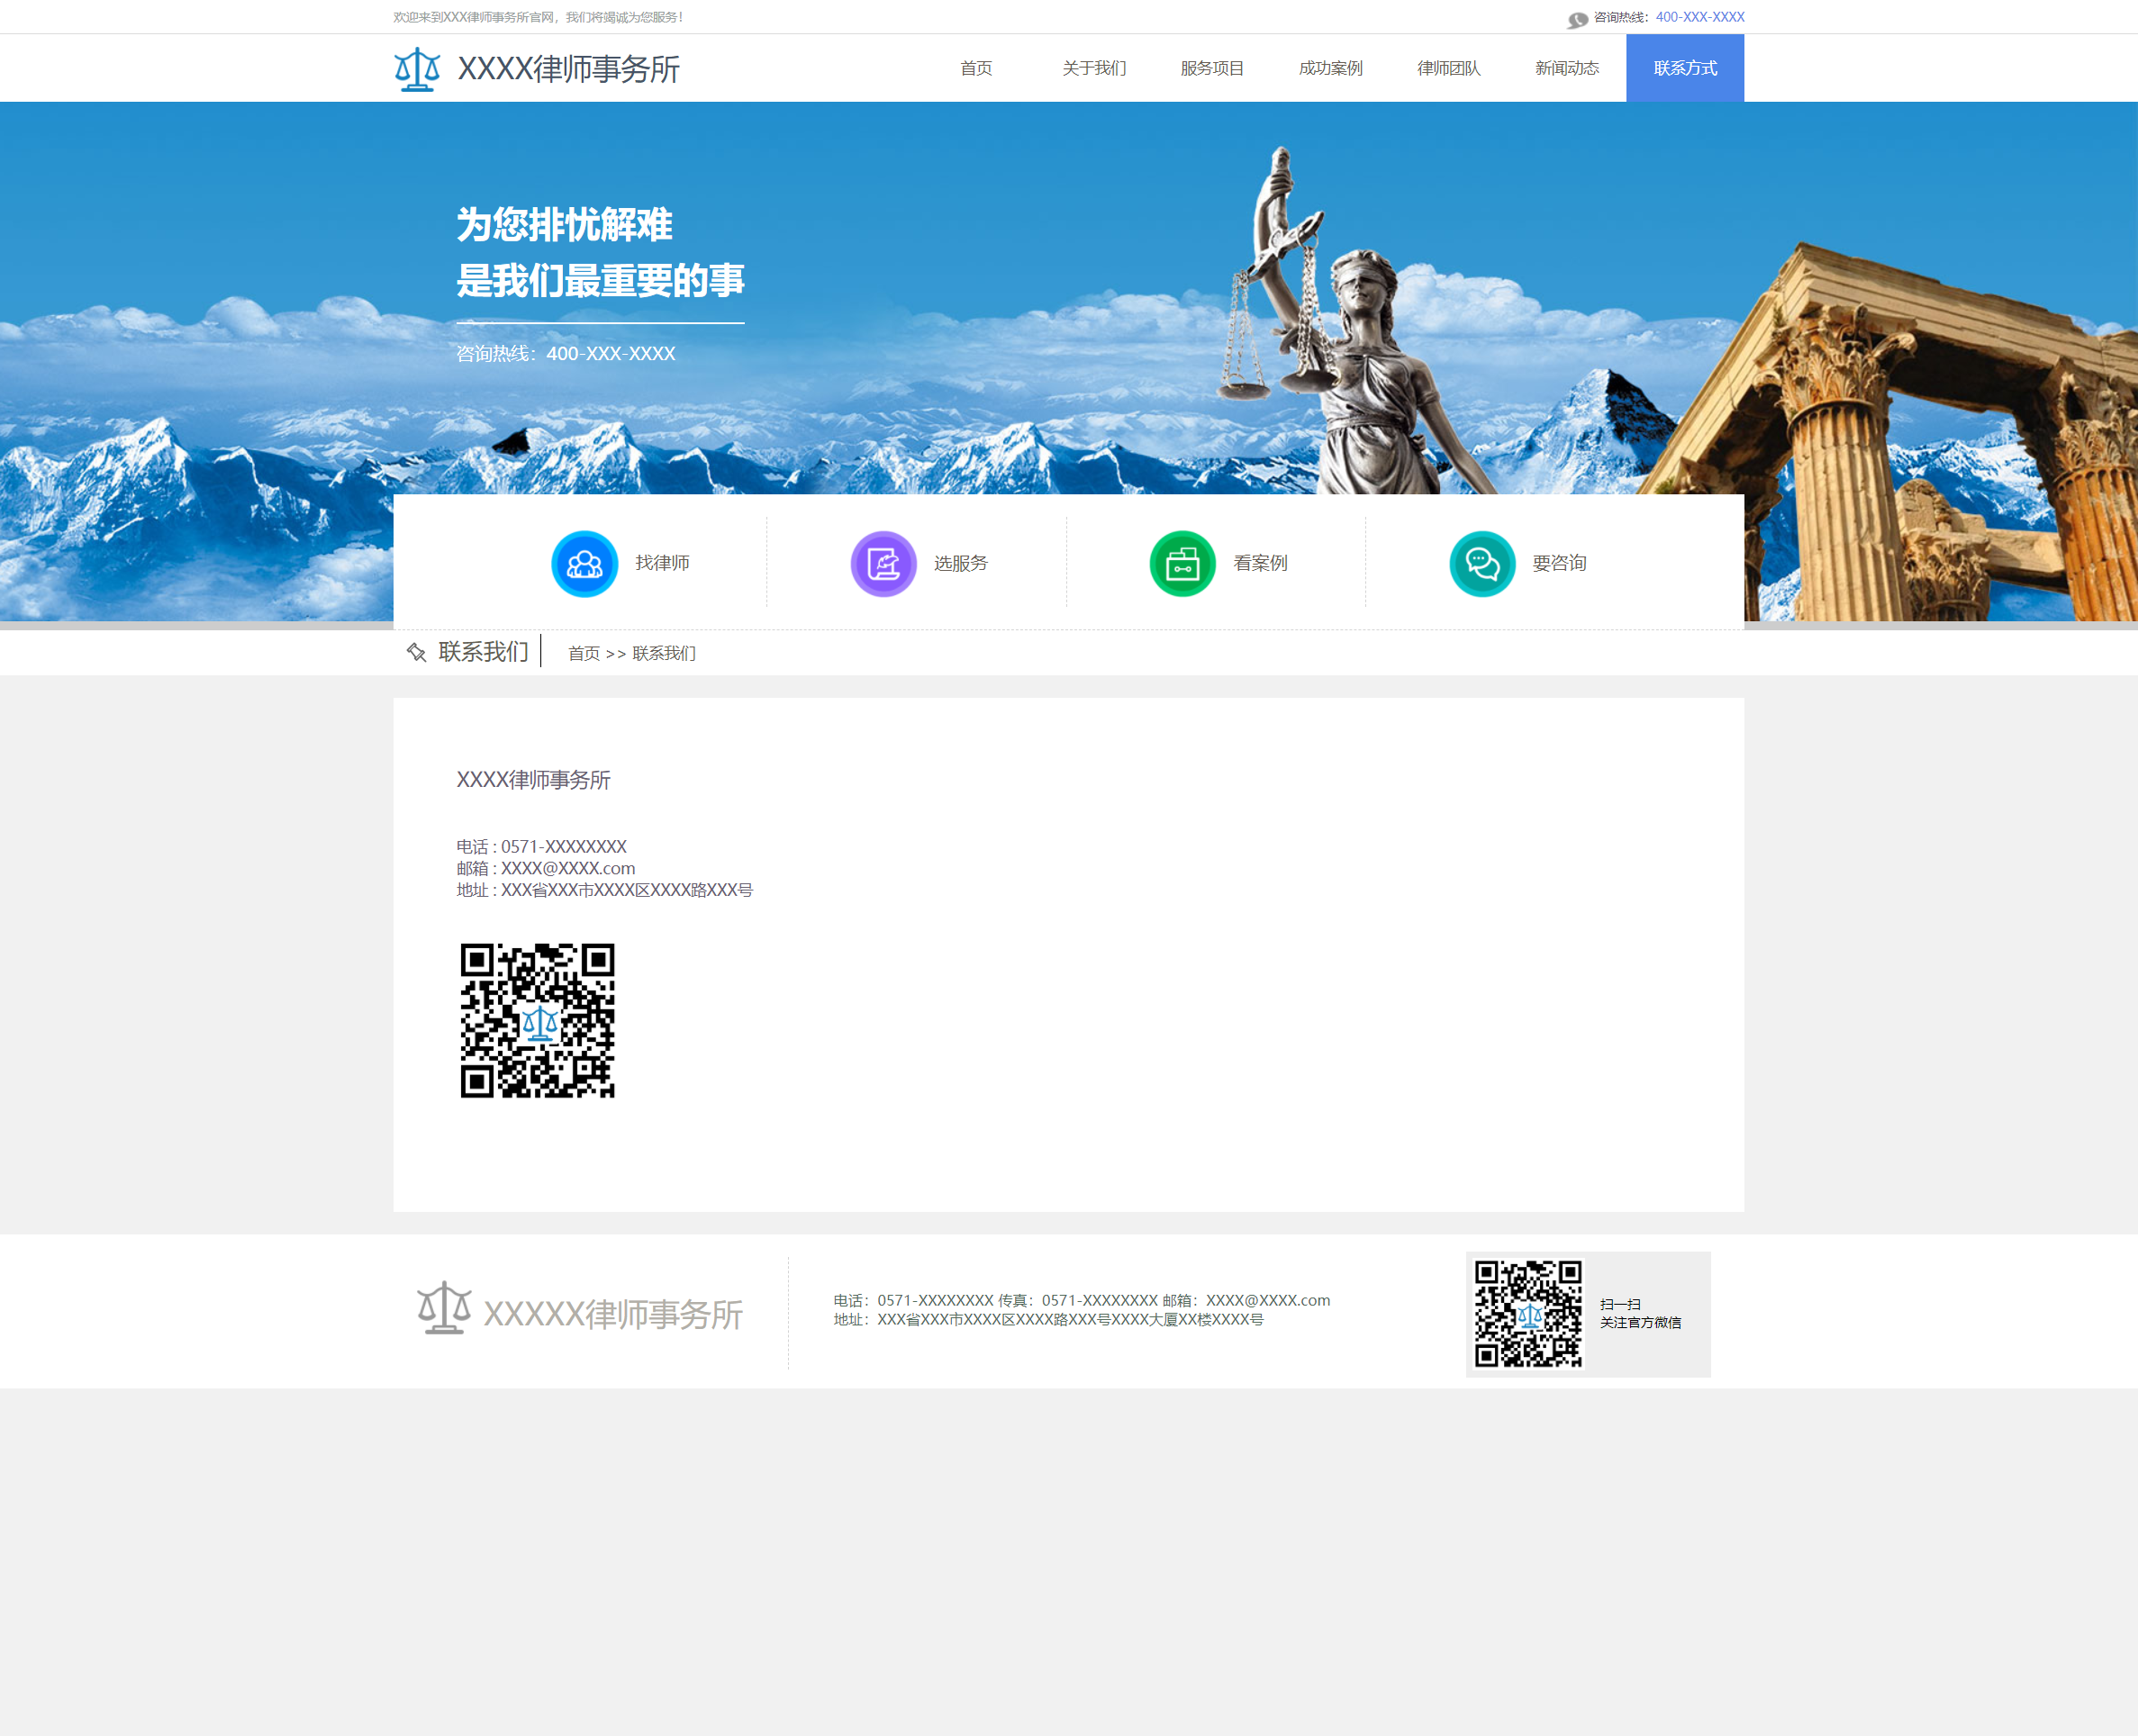 欢迎来到XXX律师事务所官网，我们将竭诚为您服务！
咨询热线：400-XXX-XXXX
XXXX律师事务所
首页 关于我们 服务项目 成功案例 律师团队 新闻动态 联系方式
为您排忧解难
是我们最重要的事
咨询热线：400-XXX-XXXX
找律师 选服务 看案例 要咨询
联系我们 首页 >> 联系我们
XXXX律师事务所
电话 : 0571-XXXXXXXX
邮箱 : XXXX@XXXX.com
地址 : XXX省XXX市XXXX区XXXX路XXX号
XXXXX律师事务所
电话：0571-XXXXXXXX 传真：0571-XXXXXXXX 邮箱：XXXX@XXXX.com
地址：XXX省XXX市XXXX区XXXX路XXX号XXXX大厦XX楼XXXX号
扫一扫
关注官方微信